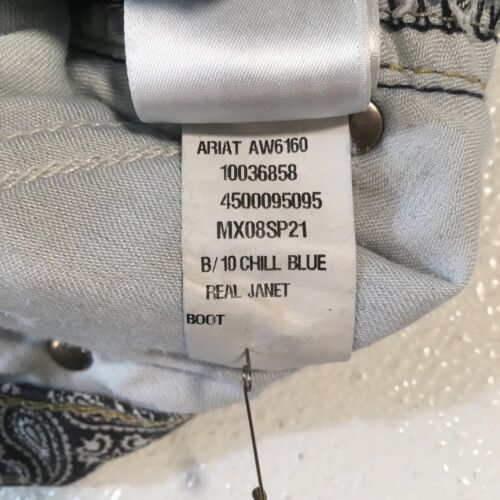 ARIAT AW6160
10036858
4500095095
MX08SP21
B/10 CHILL BLUE
REAL JANET
BOOT